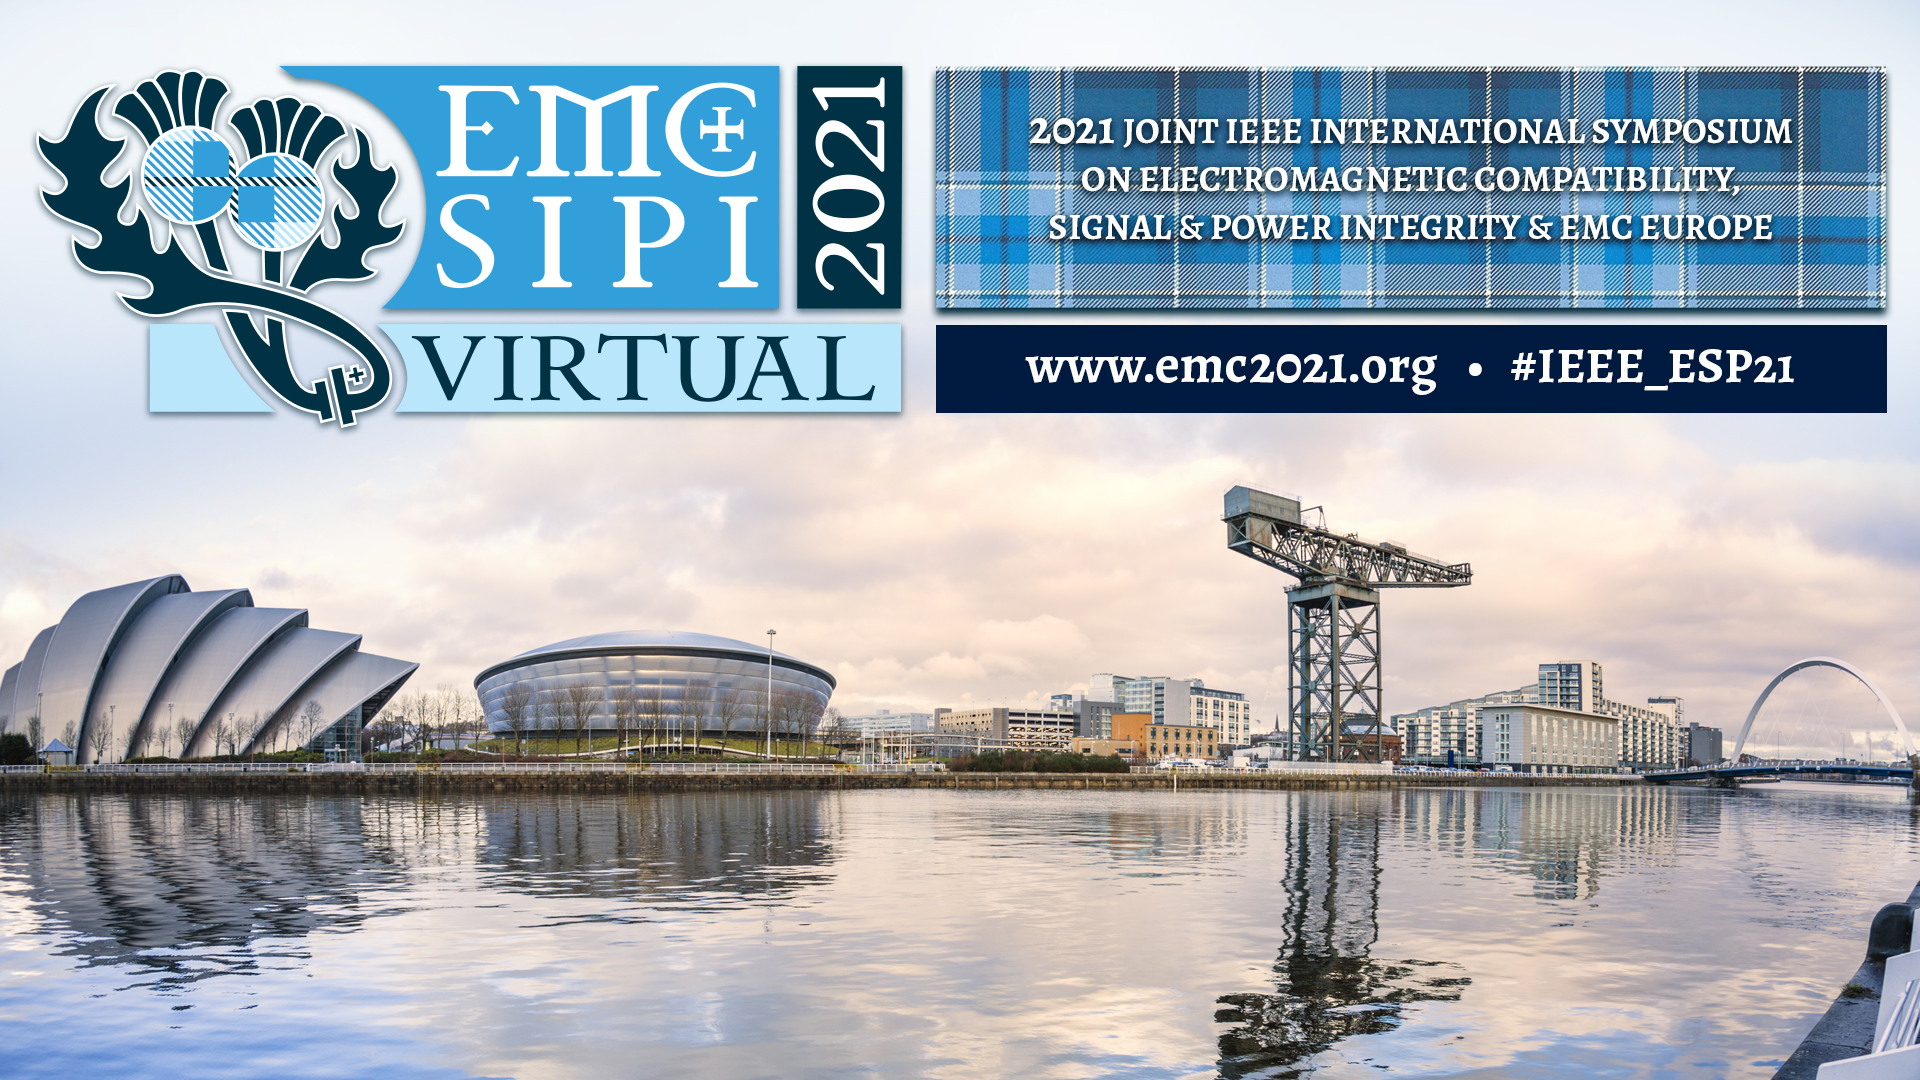 EMC
SIPI
2021
VIRTUAL
2021 JOINT IEEE INTERNATIONAL SYMPOSIUM
ON ELECTROMAGNETIC COMPATIBILITY,
SIGNAL & POWER INTEGRITY & EMC EUROPE
www.emc2021.org • #IEEE_ESP21